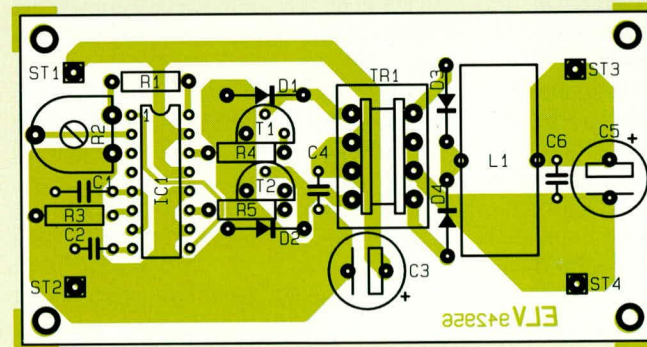 ST1
R1
D1
TR1
D3
ST3
R2
1
T1
C6
C5
+
R4
C4
L1
IC1
T2
C1
R3
R5
D4
C2
D2
C3
+
ST2
ST4
ELV 942956